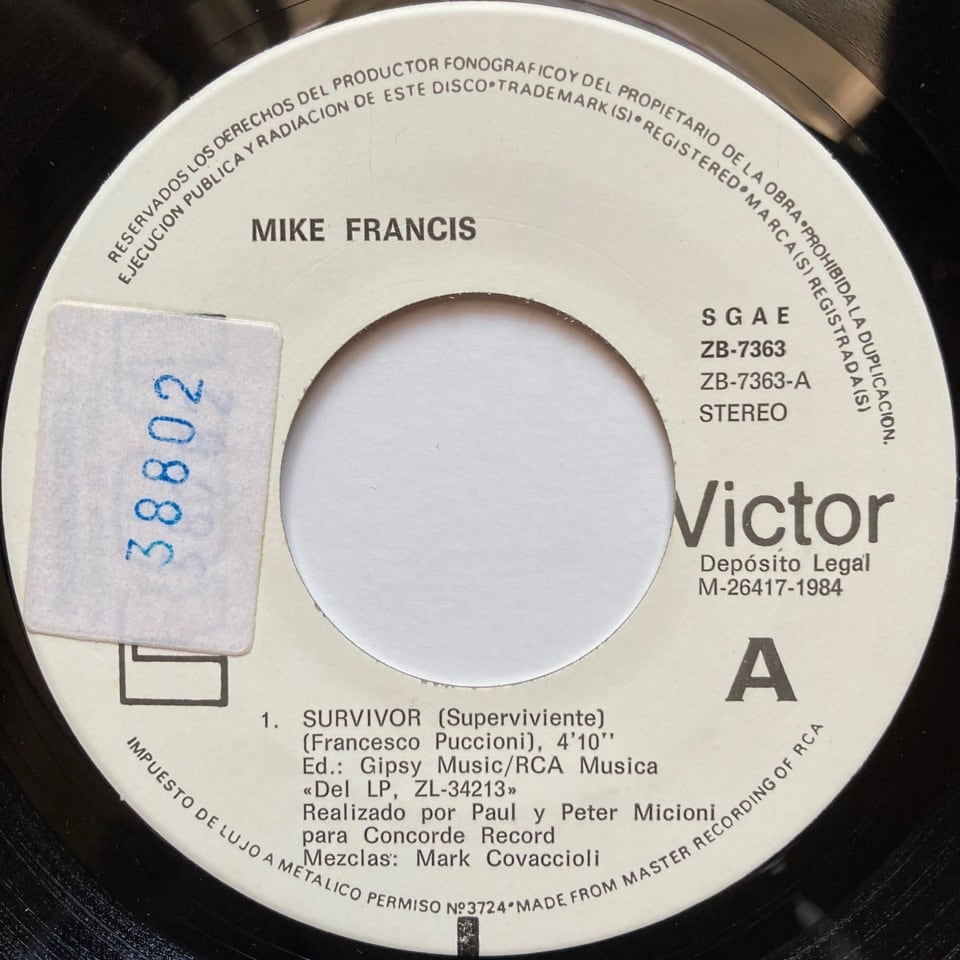 RESERVADOS LOS DERECHOS DEL PRODUCTOR FONOGRAFICO Y DEL PROPIETARIO DE LA OBRA•PROHIBIDA LA DUPLICACION.
EJECUCION PUBLICA Y RADIACION DE ESTE DISCO•TRADEMARK(S)•REGISTERED•MARCA(S) REGISTRADA(S)
MIKE FRANCIS
SGAE
ZB-7363
ZB-7363-A
STEREO
38802
Victor
Depósito Legal
M-26417-1984
A
1. SURVIVOR (Superviviente)
(Francesco Puccioni), 4'10''
Ed.: Gipsy Music/RCA Musica
«Del LP, ZL-34213»
Realizado por Paul y Peter Micioni
para Concorde Record
Mezclas: Mark Covaccioli
IMPUESTO DE LUJO A METALICO PERMISO Nº3724•MADE FROM MASTER RECORDING OF RCA